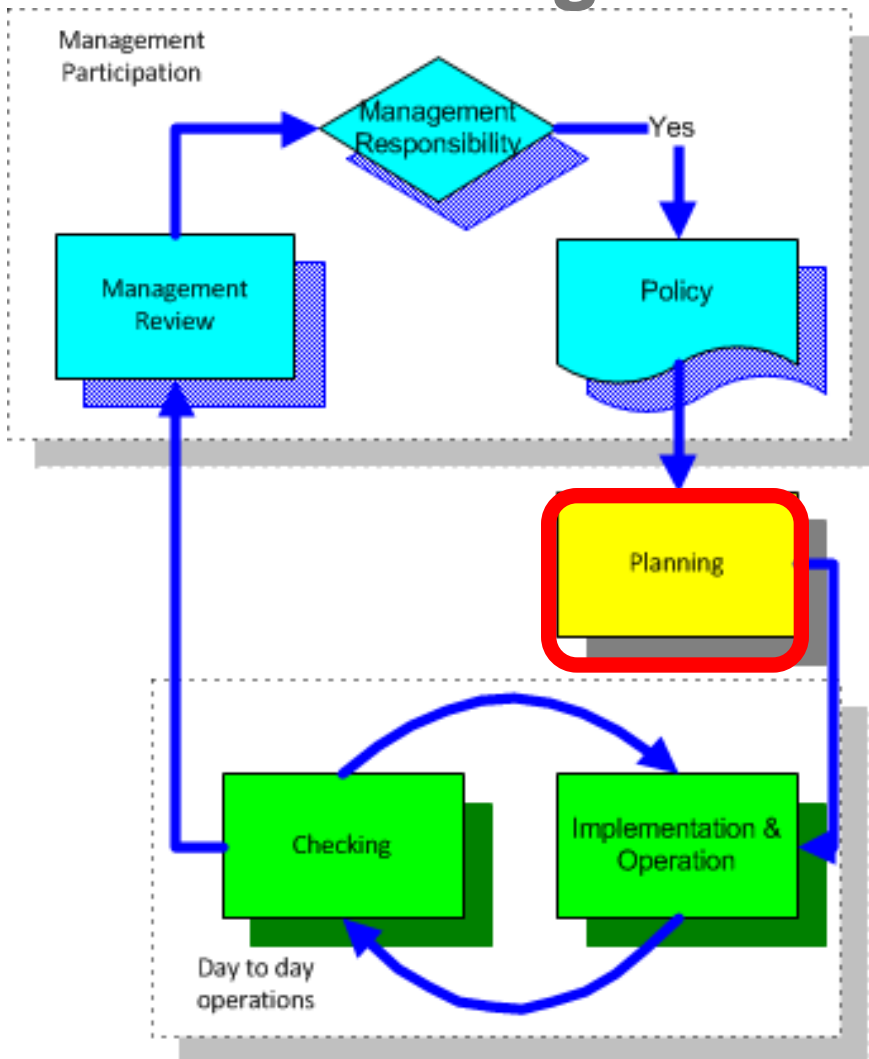 Management
Participation
Management
Responsibility
Yes
Management
Review
Policy
Planning
Checking
Implementation &
Operation
Day to day
operations